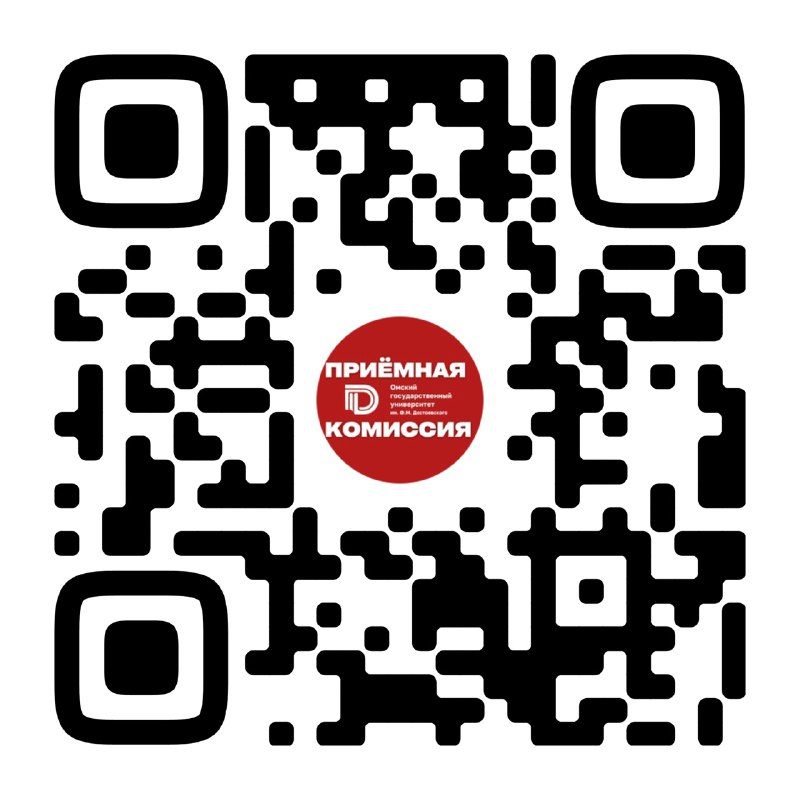 ПРИЁМНАЯ
Омский
государственный
университет
им. Ф.М. Достоевского
КОМИССИЯ